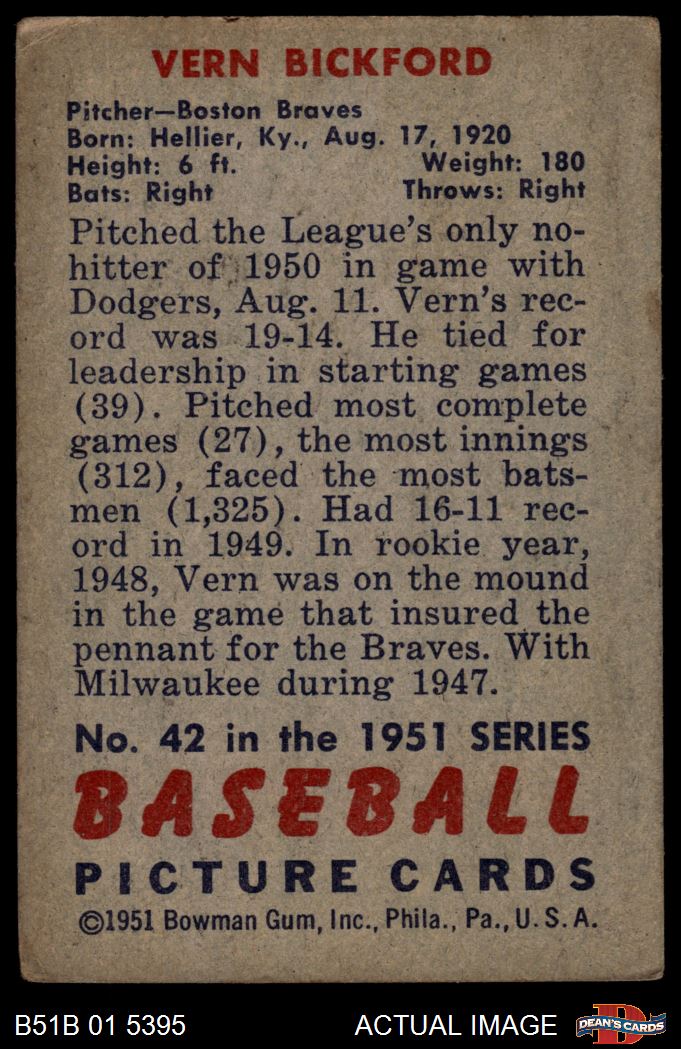 VERN BICKFORD
Pitcher—Boston Braves
Born: Hellier, Ky., Aug. 17, 1920
Height: 6 ft. Weight: 180
Bats: Right Throws: Right
Pitched the League's only no-
hitter of 1950 in game with
Dodgers, Aug. 11. Vern's rec-
ord was 19-14. He tied for
leadership in starting games
(39). Pitched most complete
games (27), the most innings
(312), faced the most bats-
men (1,325). Had 16-11 rec-
ord in 1949. In rookie year,
1948, Vern was on the mound
in the game that insured the
pennant for the Braves. With
Milwaukee during 1947.
No. 42 in the 1951 SERIES
BASEBALL
PICTURE CARDS
©1951 Bowman Gum, Inc., Phila., Pa., U.S.A.
B51B 01 5395 ACTUAL IMAGE D DEAN'S CARDS